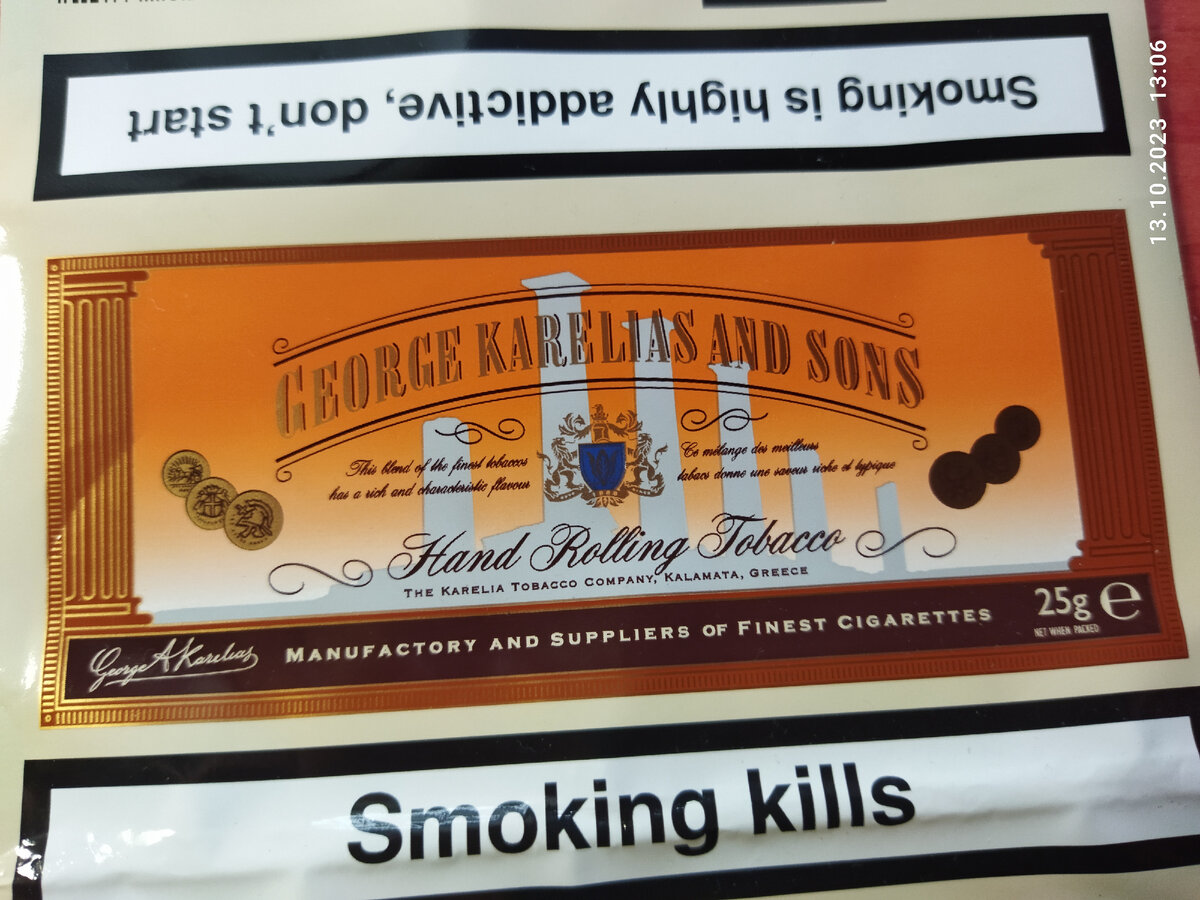 Smoking is highly addictive, don't start
13.10.2023 13:06
GEORGE KARELIAS AND SONS
This blend of the finest tobaccos
has a rich and characteristic flavour
Ce mélange des meilleurs
tabacs donne une saveur riche et typique
Hand Rolling Tobacco
THE KARELIA TOBACCO COMPANY, KALAMATA, GREECE
George A Karelias
MANUFACTORY AND SUPPLIERS OF FINEST CIGARETTES
25g e
NET WHEN PACKED
Smoking kills